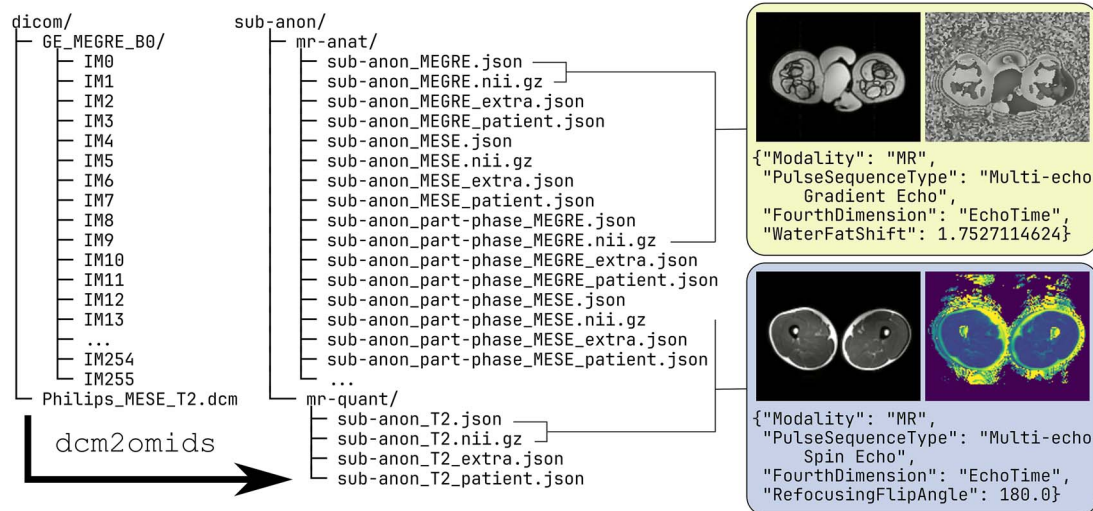 dicom/
GE_MEGRE_B0/
IM0
IM1
IM2
IM3
IM4
IM5
IM6
IM7
IM8
IM9
IM10
IM11
IM12
IM13
...
IM254
IM255
Philips_MESE_T2.dcm
dcm2omids
sub-anon/
mr-anat/
sub-anon_MEGRE.json
sub-anon_MEGRE.nii.gz
sub-anon_MEGRE_extra.json
sub-anon_MEGRE_patient.json
sub-anon_MESE.json
sub-anon_MESE.nii.gz
sub-anon_MESE_extra.json
sub-anon_MESE_patient.json
sub-anon_part-phase_MEGRE.json
sub-anon_part-phase_MEGRE.nii.gz
sub-anon_part-phase_MEGRE_extra.json
sub-anon_part-phase_MEGRE_patient.json
sub-anon_part-phase_MESE.json
sub-anon_part-phase_MESE.nii.gz
sub-anon_part-phase_MESE_extra.json
sub-anon_part-phase_MESE_patient.json
...
mr-quant/
sub-anon_T2.json
sub-anon_T2.nii.gz
sub-anon_T2_extra.json
sub-anon_T2_patient.json
{"Modality": "MR",
"PulseSequenceType": "Multi-echo
Gradient Echo",
"FourthDimension": "EchoTime",
"WaterFatShift": 1.7527114624}
{"Modality": "MR",
"PulseSequenceType": "Multi-echo
Spin Echo",
"FourthDimension": "EchoTime",
"RefocusingFlipAngle": 180.0}